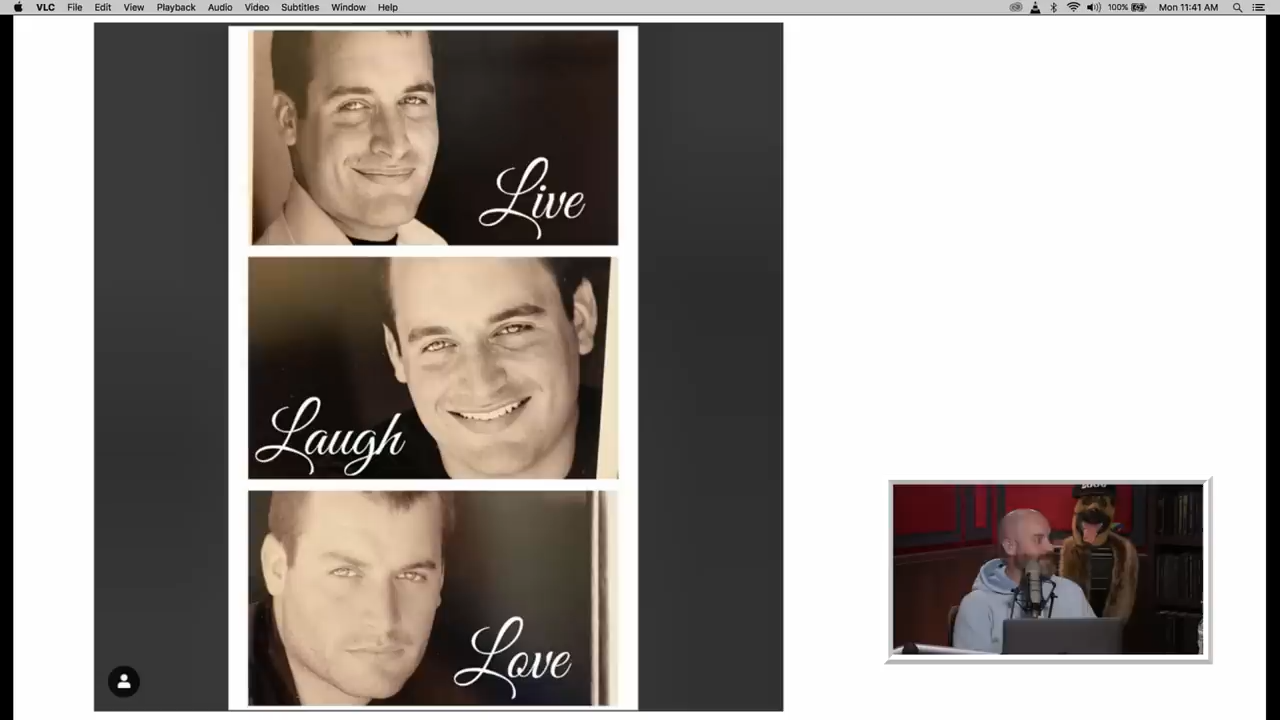 VLC File Edit View Playback Audio Video Subtitles Window Help 100% Mon 11:41 AM
Live
Laugh
Love